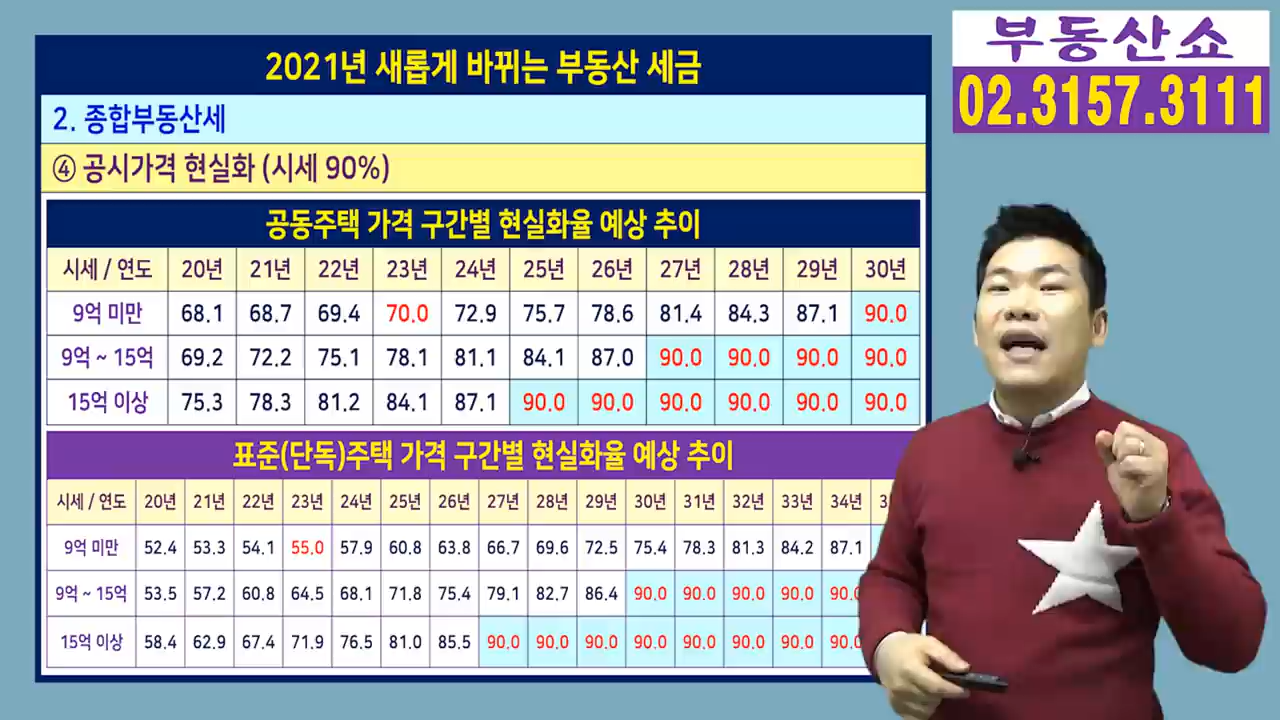 부동산쇼
02.3157.3111
2021년 새롭게 바뀌는 부동산 세금
2. 종합부동산세
④ 공시가격 현실화 (시세 90%)
공동주택 가격 구간별 현실화율 예상 추이
시세 / 연도 20년 21년 22년 23년 24년 25년 26년 27년 28년 29년 30년
9억 미만 68.1 68.7 69.4 70.0 72.9 75.7 78.6 81.4 84.3 87.1 90.0
9억 ~ 15억 69.2 72.2 75.1 78.1 81.1 84.1 87.0 90.0 90.0 90.0 90.0
15억 이상 75.3 78.3 81.2 84.1 87.1 90.0 90.0 90.0 90.0 90.0 90.0
표준(단독)주택 가격 구간별 현실화율 예상 추이
시세 / 연도 20년 21년 22년 23년 24년 25년 26년 27년 28년 29년 30년 31년 32년 33년 34년
9억 미만 52.4 53.3 54.1 55.0 57.9 60.8 63.8 66.7 69.6 72.5 75.4 78.3 81.3 84.2 87.1
9억 ~ 15억 53.5 57.2 60.8 64.5 68.1 71.8 75.4 79.1 82.7 86.4 90.0 90.0 90.0 90.0 90.0
15억 이상 58.4 62.9 67.4 71.9 76.5 81.0 85.5 90.0 90.0 90.0 90.0 90.0 90.0 90.0 90.0